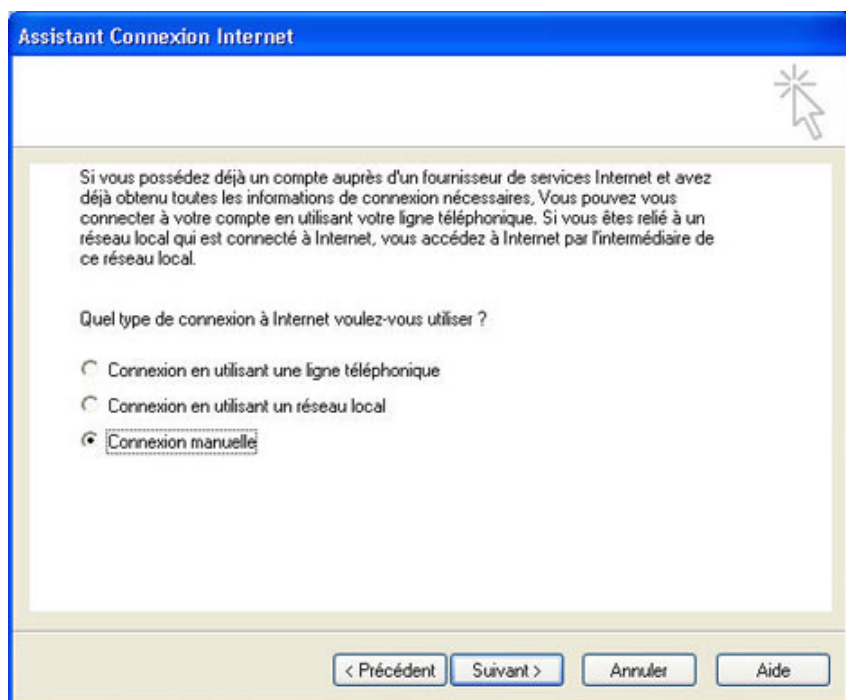 Assistant Connexion Internet
Si vous possédez déjà un compte auprès d'un fournisseur de services Internet et avez
déjà obtenu toutes les informations de connexion nécessaires, Vous pouvez vous
connecter à votre compte en utilisant votre ligne téléphonique. Si vous êtes relié à un
réseau local qui est connecté à Internet, vous accédez à Internet par l'intermédiaire de
ce réseau local.
Quel type de connexion à Internet voulez-vous utiliser ?
Connexion en utilisant une ligne téléphonique
Connexion en utilisant un réseau local
Connexion manuelle
< Précédent Suivant > Annuler Aide